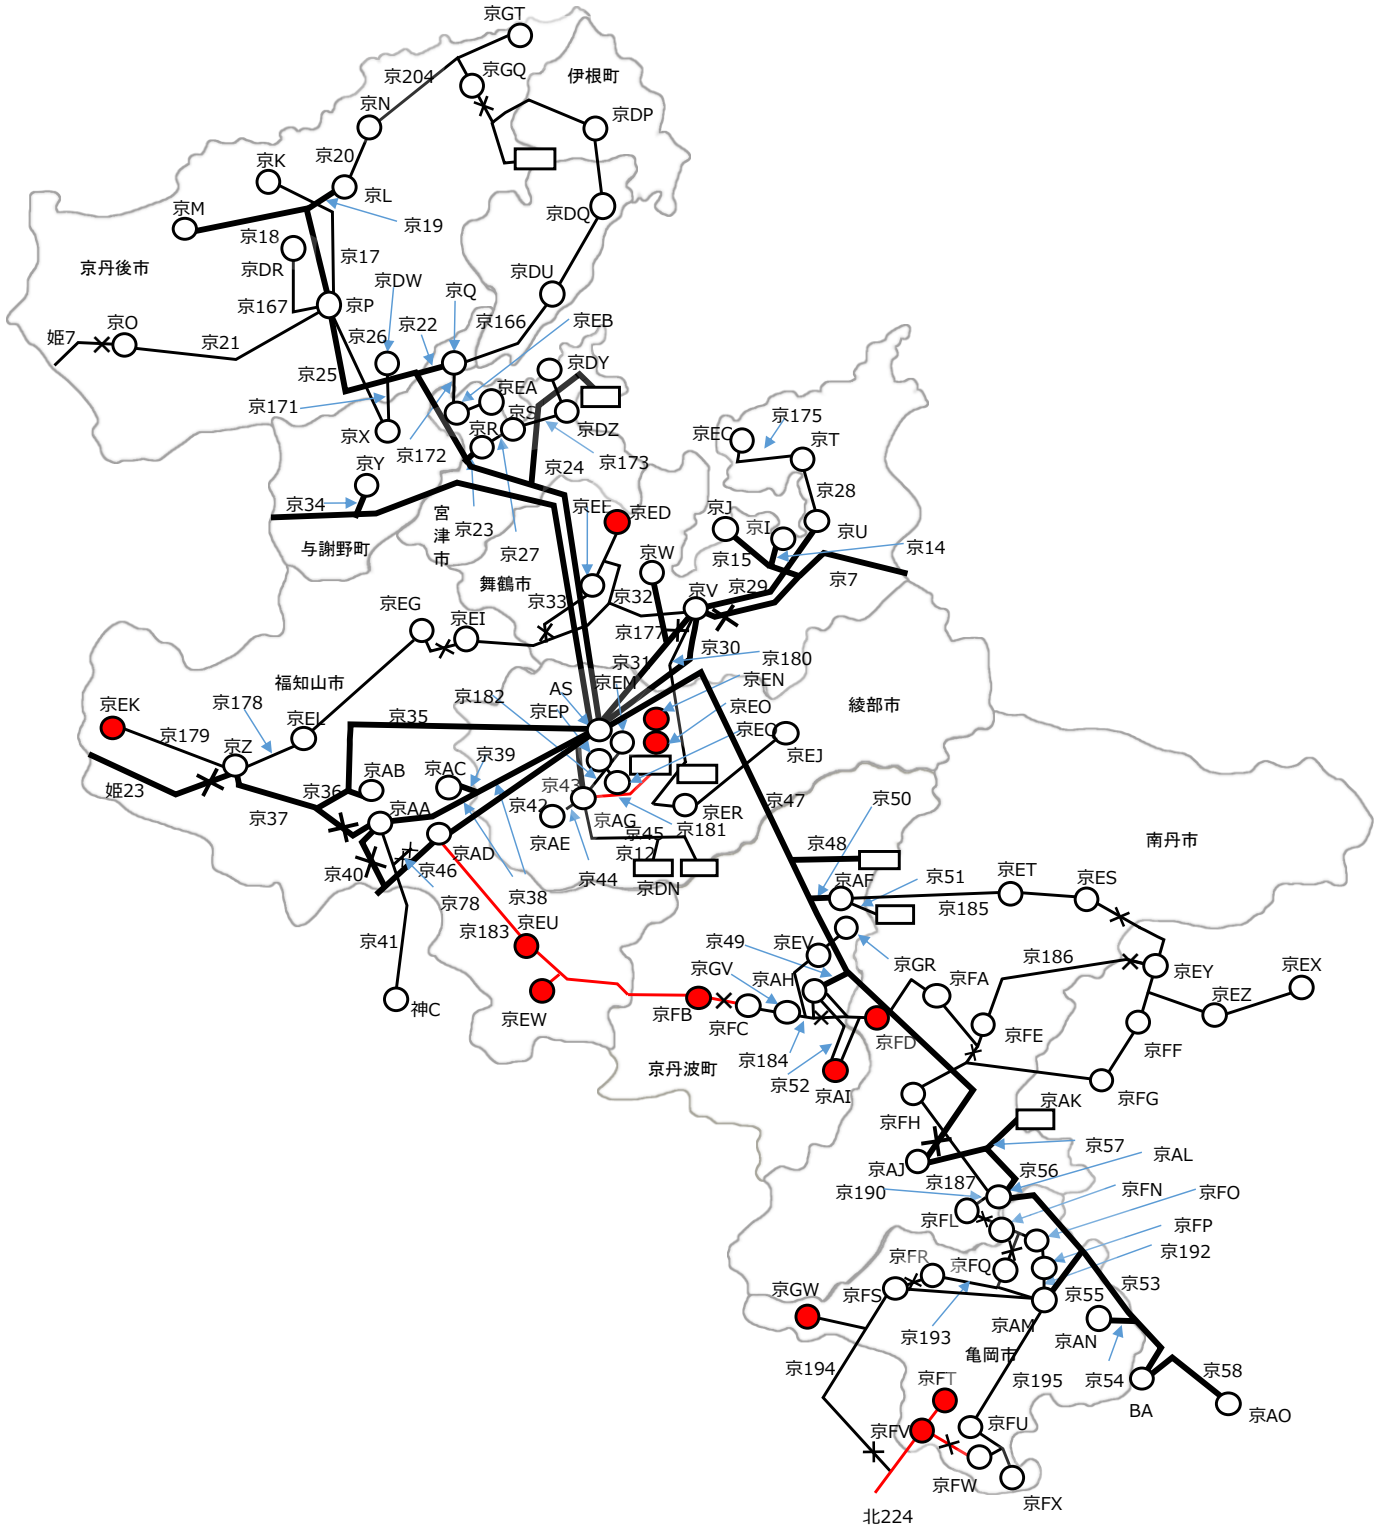 京GT
京GQ
伊根町
京204
京N
京DP
京K
京20
京L
京M
京DQ
京19
京18
京17
京DR
京丹後市
京DW
京DU
京Q
京167
京P
京O
姫7
京21
京26
京22
京166
京EB
京25
京DY
京EA
京171
京S
京X
京R
京DZ
京175
京EC
京T
京172
京173
京Y
京24
京28
京34
宮津市
京23
京27
京EE
京ED
京J
京I
京U
京14
与謝野町
京15
京W
京7
舞鶴市
京V
京29
京EG
京EI
京33
京32
京177
京30
京31
京180
福知山市
京EM
京EN
京182
AS
京EP
京EO
京EQ
綾部市
京EK
京178
京EL
京35
京179
京Z
京39
京EJ
姫23
京36
京AB
京AC
京43
京47
京50
京37
京AA
京42
京AG
京ER
京181
京AE
京45
京12
京48
南丹市
京40
京46
京AD
京44
京DN
京AF
京51
京ET
京ES
京78
京38
京185
京183
京EU
京41
京49
京EV
京GR
京186
京EY
京EX
京GV
京AH
京FA
京EZ
神C
京EW
京FB
京FC
京FD
京FE
京FF
京184
京丹波町
京52
京AI
京FG
京FH
京AK
京57
京AL
京AJ
京187
京56
京190
京FN
京FO
京FL
京FP
京192
京FR
京FQ
京53
京GW
京FS
京55
京193
京AM
京AN
亀岡市
京194
京FT
京195
京54
京58
BA
京AO
京FV
京FU
京FW
京FX
北224